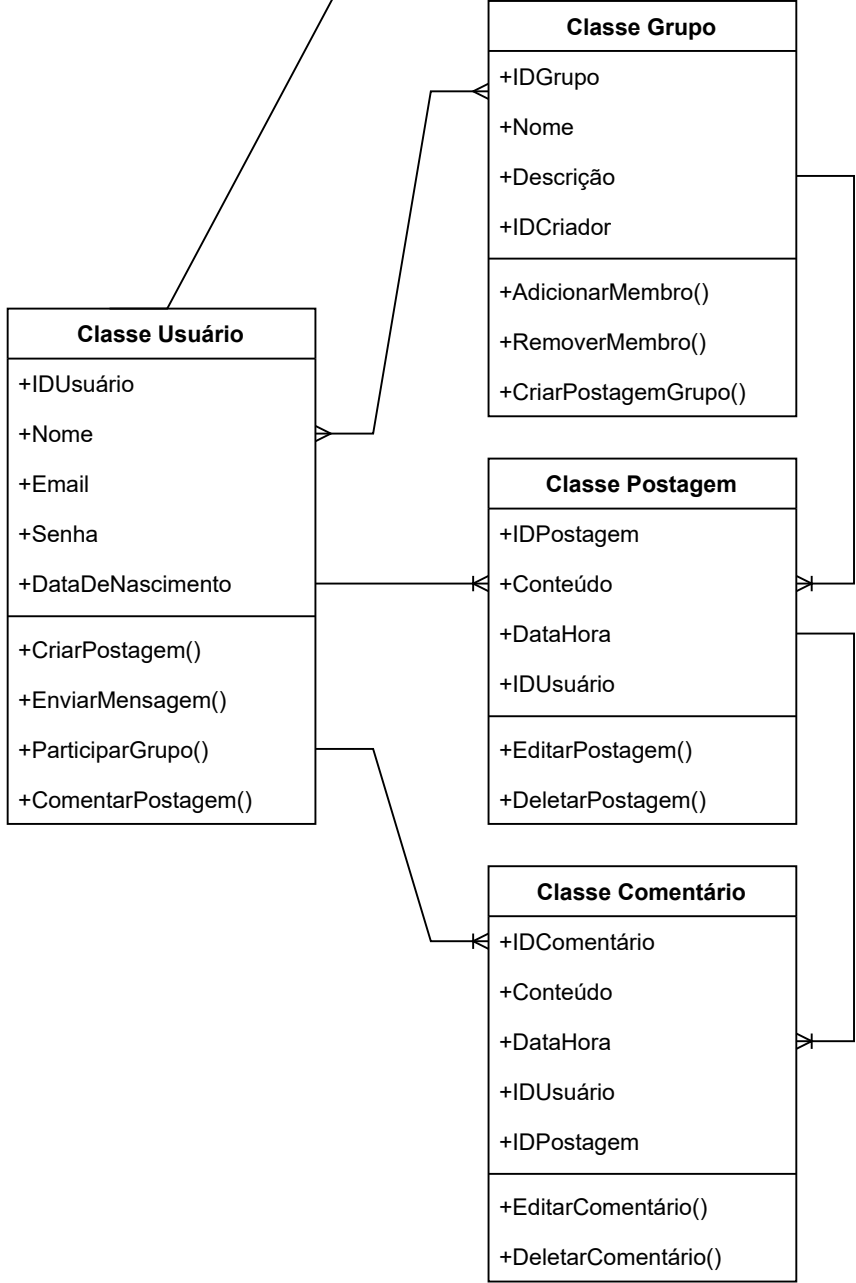 Classe Grupo
+IDGrupo
+Nome
+Descrição
+IDCriador
+AdicionarMembro()
+RemoverMembro()
+CriarPostagemGrupo()
Classe Usuário
+IDUsuário
+Nome
+Email
+Senha
+DataDeNascimento
+CriarPostagem()
+EnviarMensagem()
+ParticiparGrupo()
+ComentarPostagem()
Classe Postagem
+IDPostagem
+Conteúdo
+DataHora
+IDUsuário
+EditarPostagem()
+DeletarPostagem()
Classe Comentário
+IDComentário
+Conteúdo
+DataHora
+IDUsuário
+IDPostagem
+EditarComentário()
+DeletarComentário()